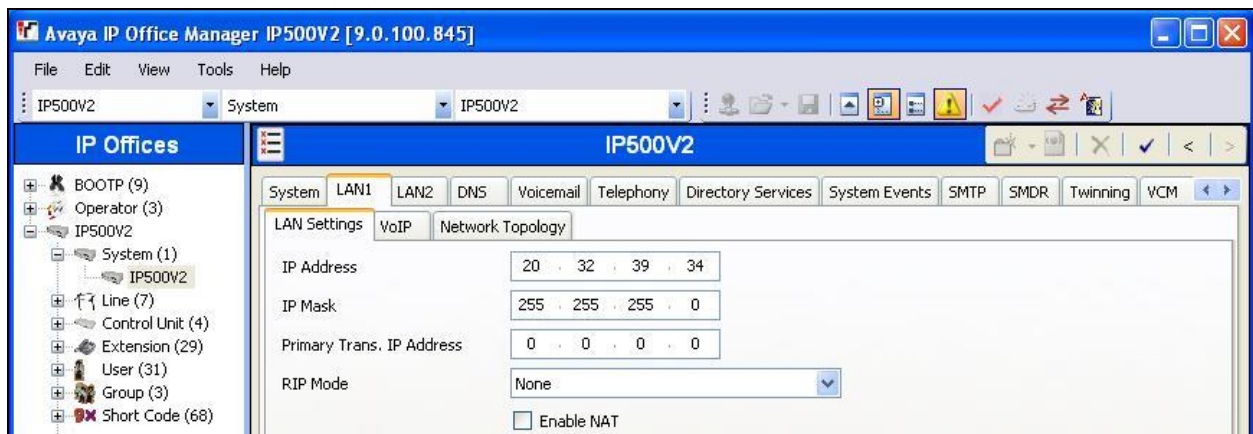 Avaya IP Office Manager IP500V2 [9.0.100.845]
File Edit View Tools Help
IP500V2 System IP500V2
IP Offices
IP500V2
BOOTP (9)
Operator (3)
IP500V2
System (1)
IP500V2
Line (7)
Control Unit (4)
Extension (29)
User (31)
Group (3)
Short Code (68)
System LAN1 LAN2 DNS Voicemail Telephony Directory Services System Events SMTP SMDR Twinning VCM
LAN Settings VoIP Network Topology
IP Address 20 . 32 . 39 . 34
IP Mask 255 . 255 . 255 . 0
Primary Trans. IP Address 0 . 0 . 0 . 0
RIP Mode None
Enable NAT